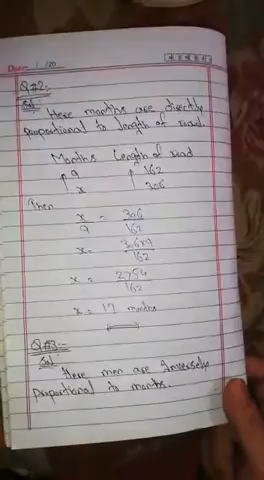 Date: 1/20
Q#2:-
Sol:
Here months are directly
proportional to length of road.
Months Length of road
↑ 9 ↑ 162
x 306
Then
x/9 = 306/162
x = 306×9/162
x = 2754/162
x = 17 months
Q#3:-
Sol:
Here men are Inversely
proportional to months.